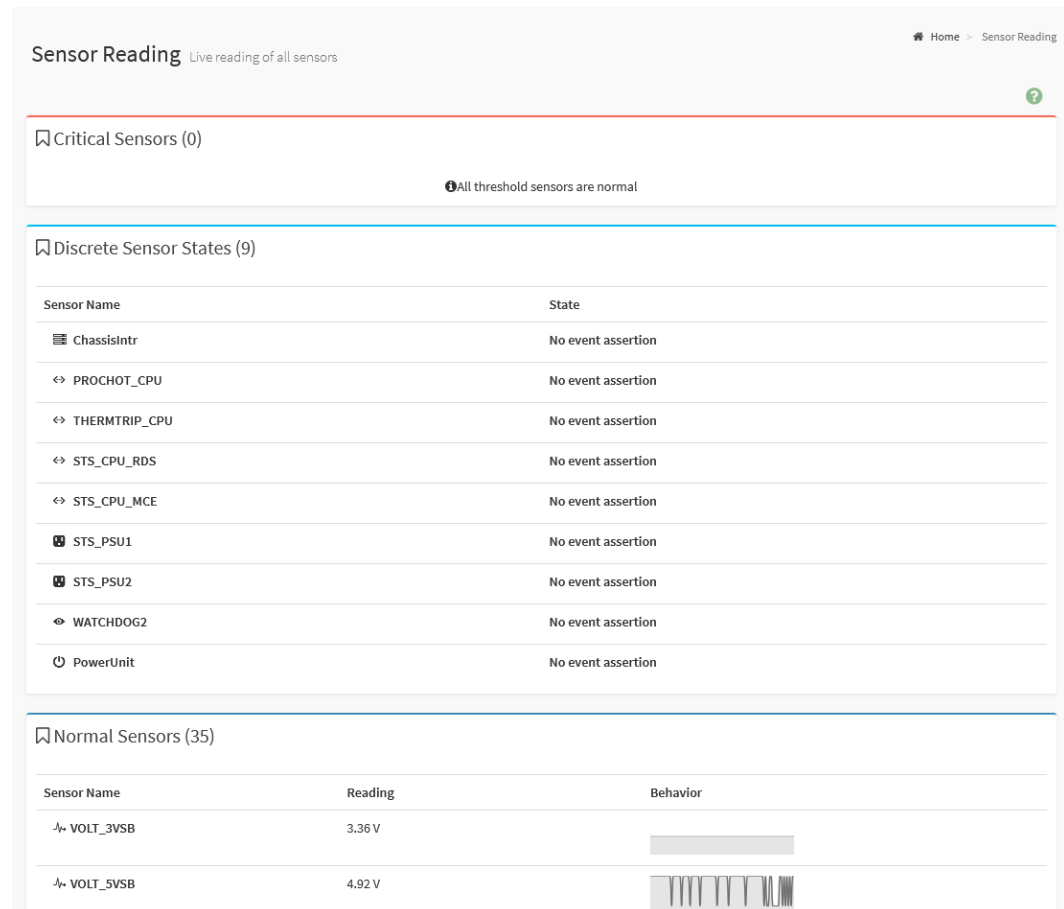 Home > Sensor Reading
Sensor Reading Live reading of all sensors
Critical Sensors (0)
All threshold sensors are normal
Discrete Sensor States (9)
Sensor Name State
ChassisIntr No event assertion
PROCHOT_CPU No event assertion
THERMTRIP_CPU No event assertion
STS_CPU_RDS No event assertion
STS_CPU_MCE No event assertion
STS_PSU1 No event assertion
STS_PSU2 No event assertion
WATCHDOG2 No event assertion
PowerUnit No event assertion
Normal Sensors (35)
Sensor Name Reading Behavior
VOLT_3VSB 3.36 V
VOLT_5VSB 4.92 V